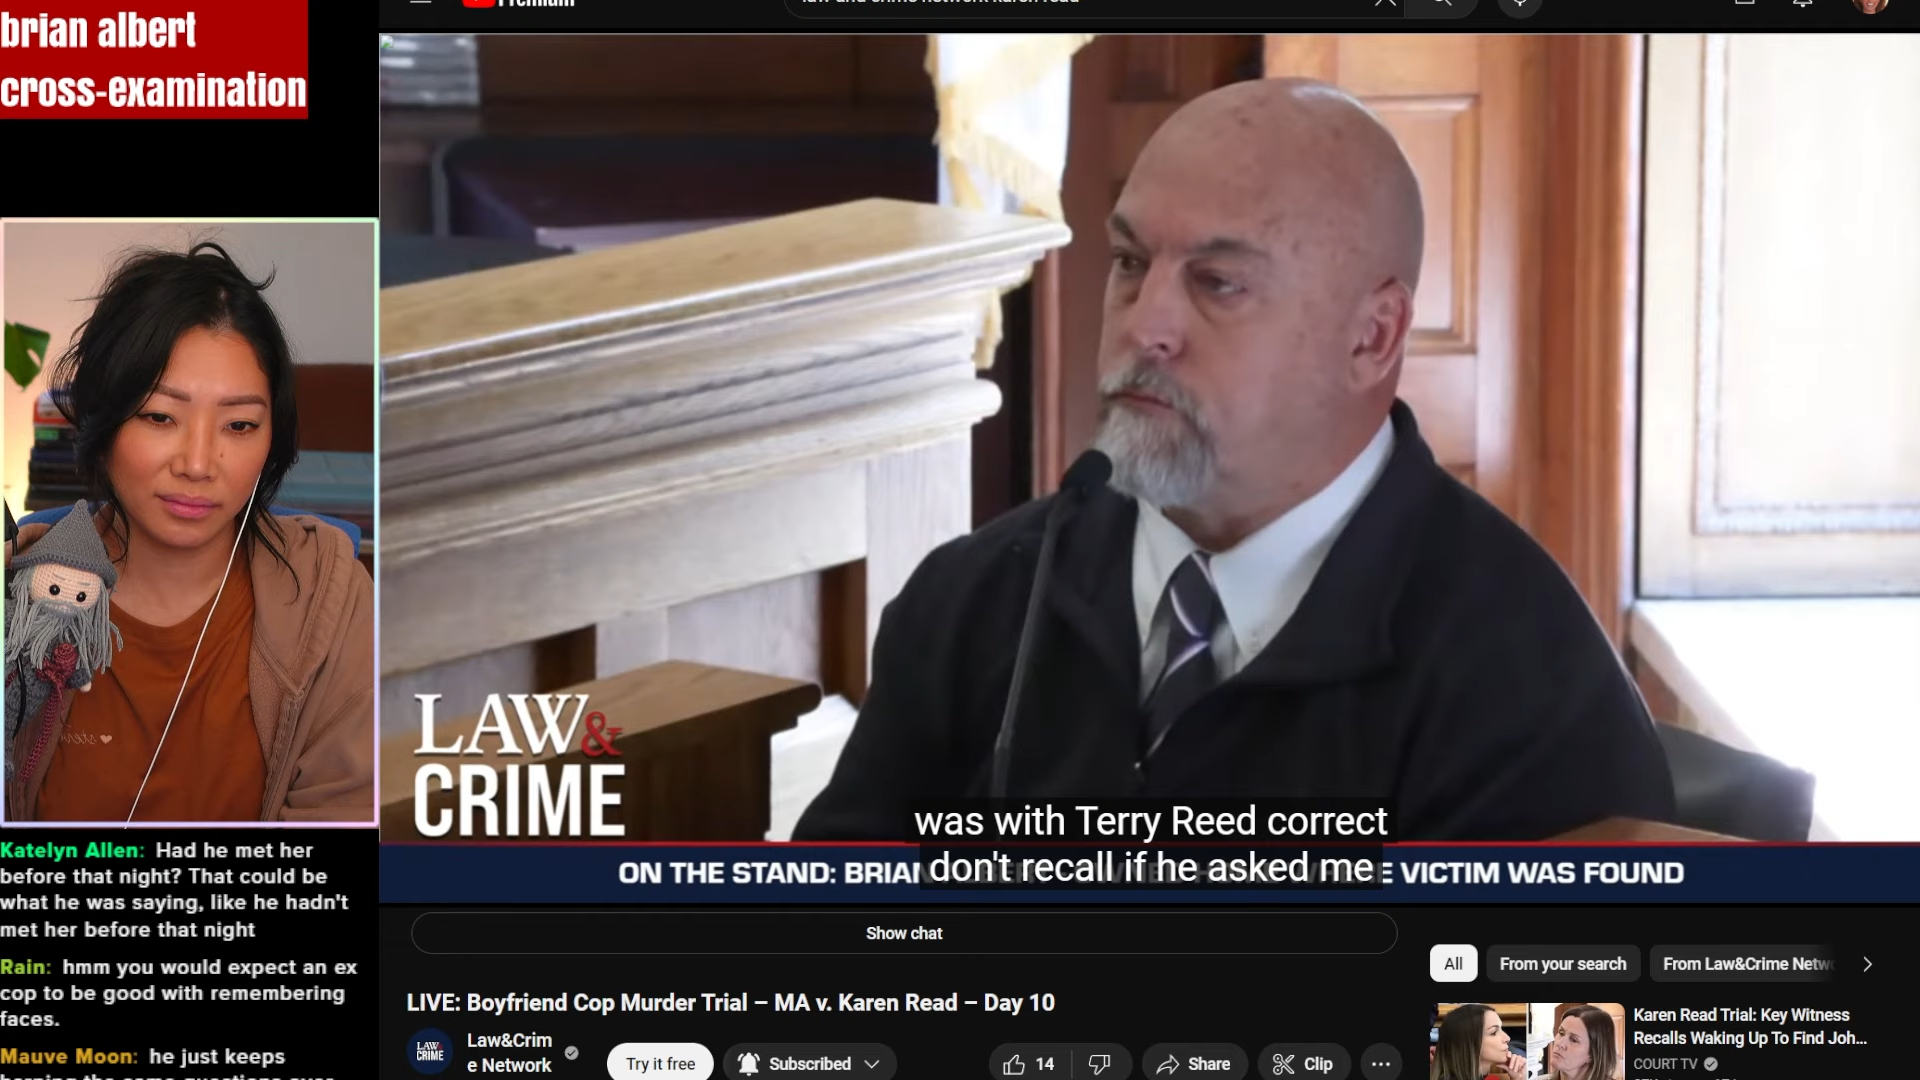 brian albert
cross-examination
Premium
LAW&
CRIME
was with Terry Reed correct
don't recall if he asked me
ON THE STAND: BRIAN VICTIM WAS FOUND
Katelyn Allen: Had he met her
before that night? That could be
what he was saying, like he hadn't
met her before that night
Rain: hmm you would expect an ex
cop to be good with remembering
faces.
Mauve Moon: he just keeps
Show chat
LIVE: Boyfriend Cop Murder Trial – MA v. Karen Read – Day 10
LAW&
CRIME
Law&Crim
e Network
Try it free
Subscribed
14
Share
Clip
All
From your search
From Law&Crime Netw
Karen Read Trial: Key Witness
Recalls Waking Up To Find Joh...
COURT TV